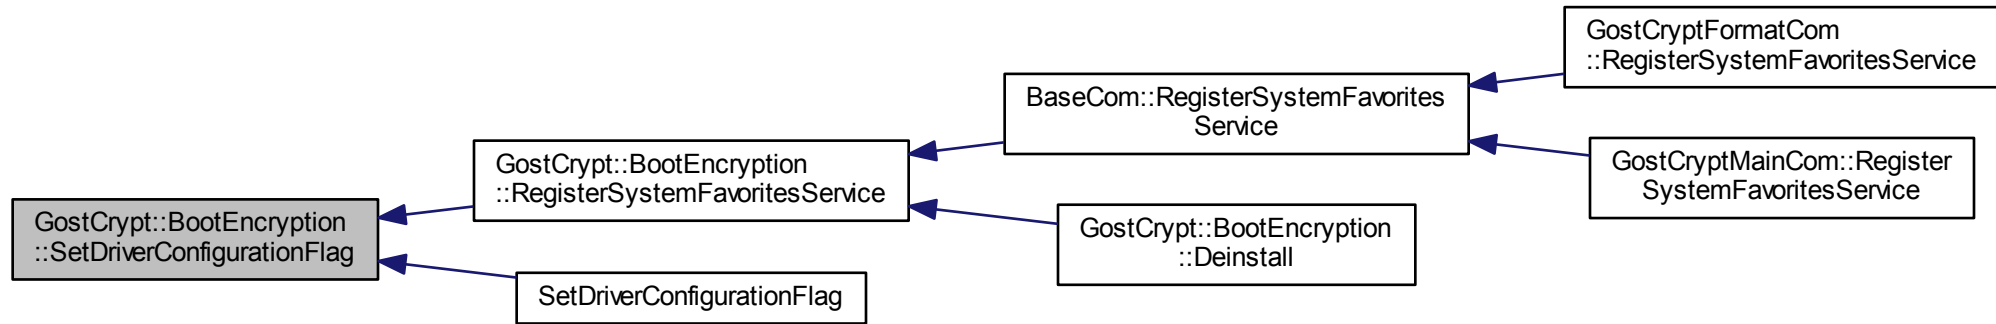 GostCryptFormatCom
::RegisterSystemFavoritesService
BaseCom::RegisterSystemFavorites
Service
GostCryptMainCom::Register
SystemFavoritesService
GostCrypt::BootEncryption
::RegisterSystemFavoritesService
GostCrypt::BootEncryption
::Deinstall
GostCrypt::BootEncryption
::SetDriverConfigurationFlag
SetDriverConfigurationFlag